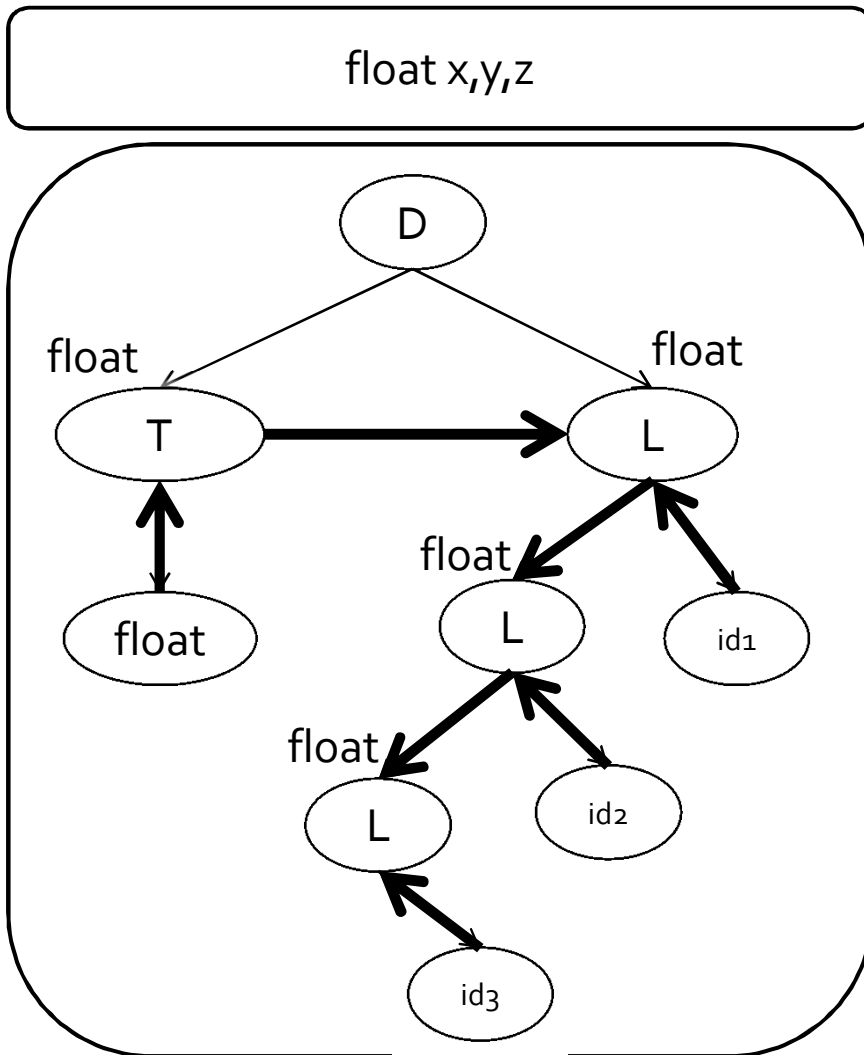 float x,y,z
D
float
float
T
L
float
L
float
id1
float
L
id2
id3